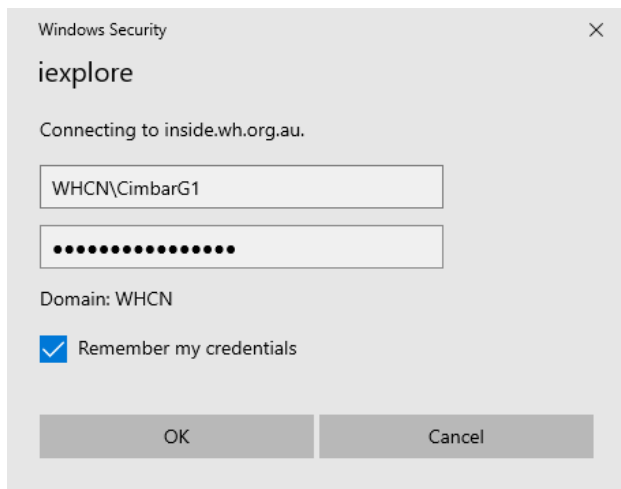 Windows Security
iexplore
Connecting to inside.wh.org.au.
WHCN\CimbarG1
●●●●●●●●●●●●●●●●
Domain: WHCN
Remember my credentials
OK Cancel